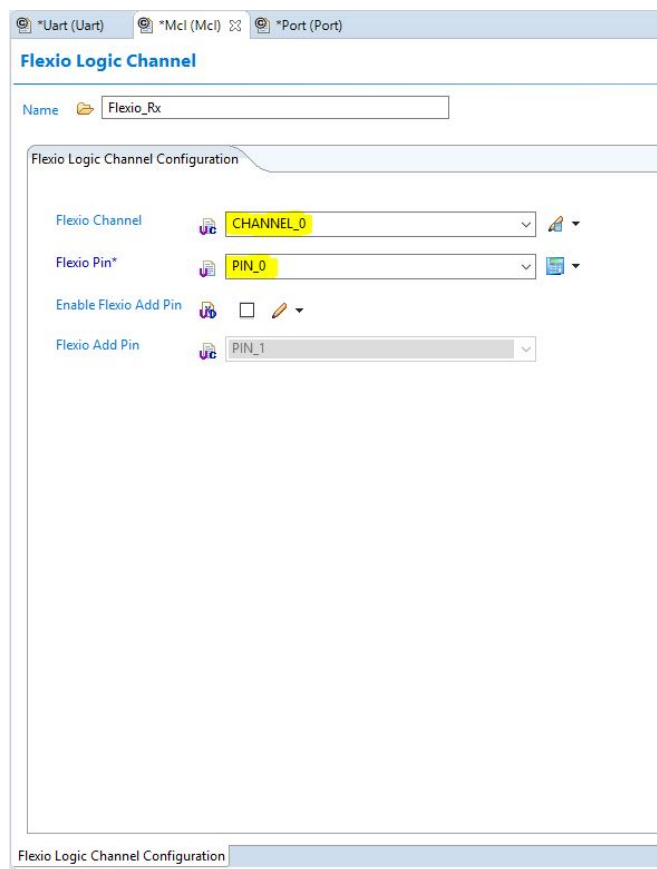 *Uart (Uart) *Mcl (Mcl) *Port (Port)
Flexio Logic Channel
Name Flexio_Rx
Flexio Logic Channel Configuration
Flexio Channel CHANNEL_0
Flexio Pin* PIN_0
Enable Flexio Add Pin
Flexio Add Pin PIN_1
Flexio Logic Channel Configuration